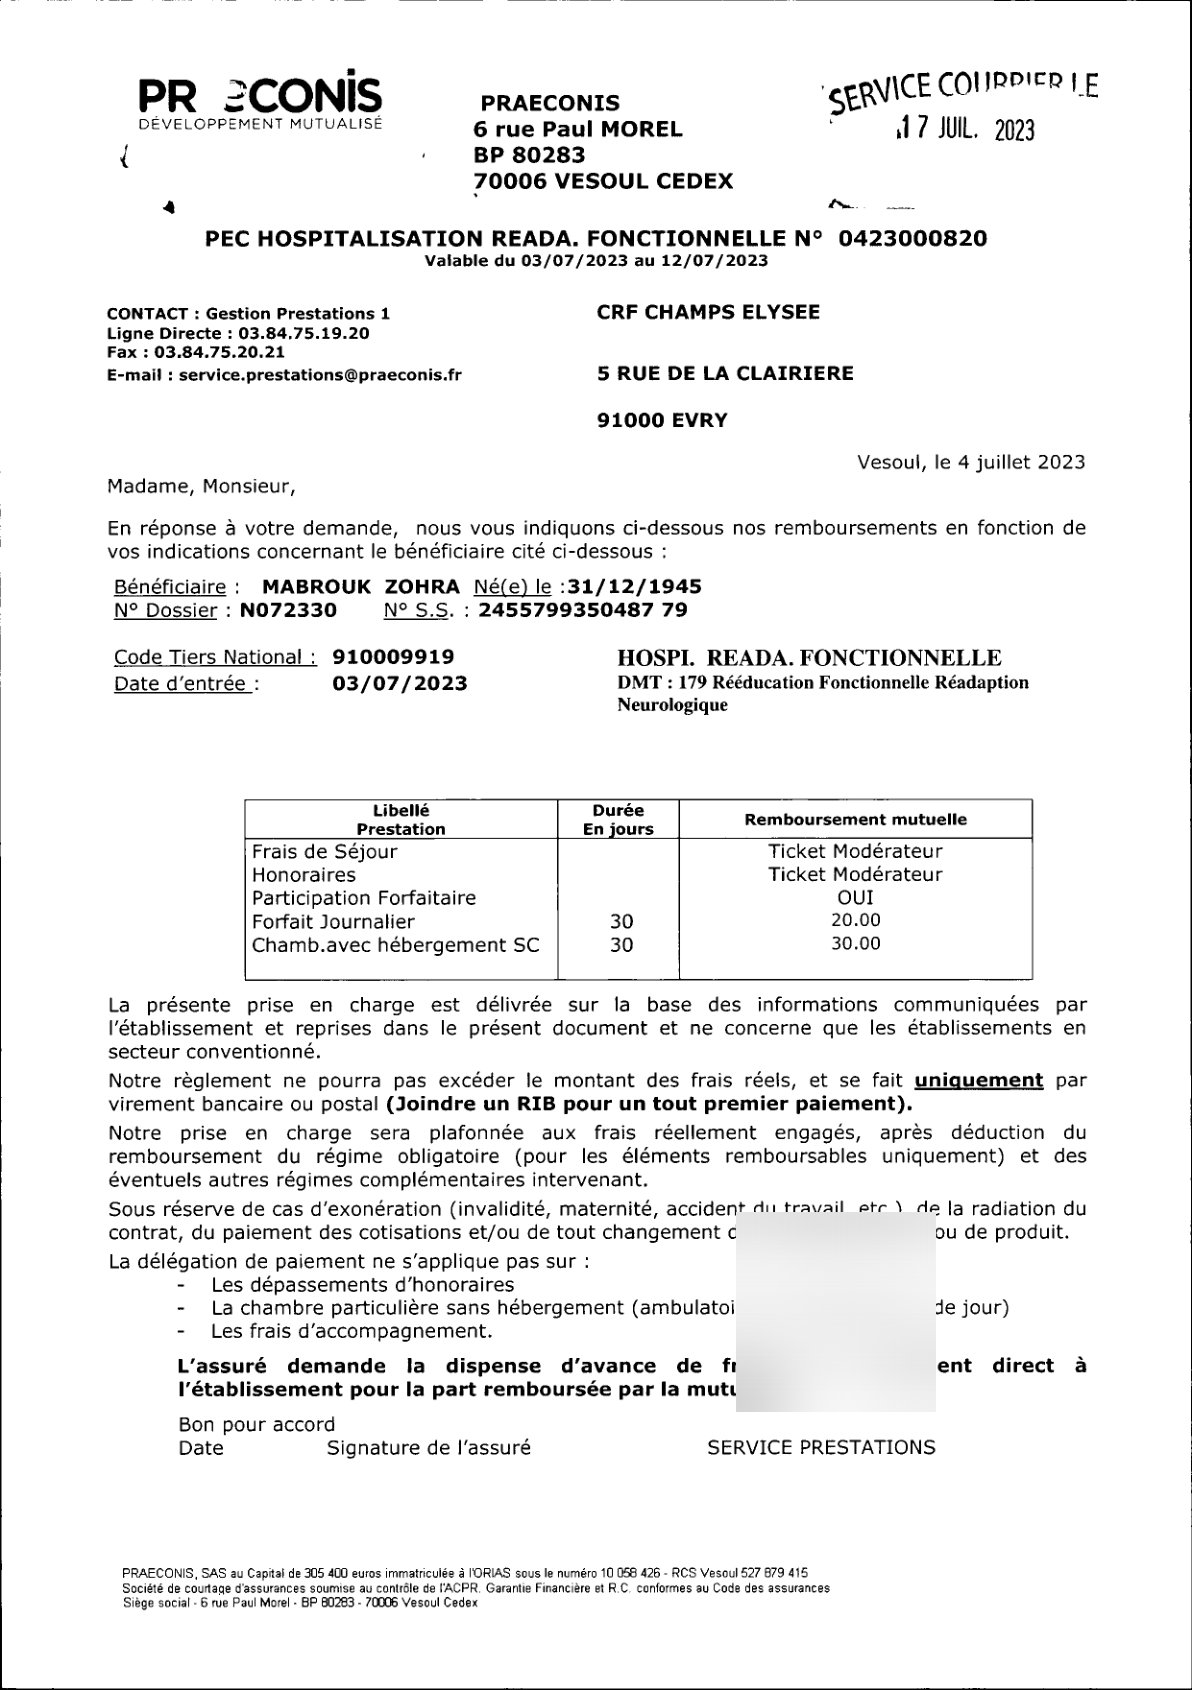 PR ECONiS
DÉVELOPPEMENT MUTUALISÉ
PRAECONIS
6 rue Paul MOREL
BP 80283
70006 VESOUL CEDEX
SERVICE COURRIER LE
17 JUIL. 2023
PEC HOSPITALISATION READA. FONCTIONNELLE N° 0423000820
Valable du 03/07/2023 au 12/07/2023
CONTACT : Gestion Prestations 1
Ligne Directe : 03.84.75.19.20
Fax : 03.84.75.20.21
E-mail : service.prestations@praeconis.fr
CRF CHAMPS ELYSEE
5 RUE DE LA CLAIRIERE
91000 EVRY
Vesoul, le 4 juillet 2023
Madame, Monsieur,
En réponse à votre demande, nous vous indiquons ci-dessous nos remboursements en fonction de
vos indications concernant le bénéficiaire cité ci-dessous :
Bénéficiaire : MABROUK ZOHRA Né(e) le :31/12/1945
N° Dossier : N072330 N° S.S. : 2455799350487 79
Code Tiers National : 910009919
Date d'entrée : 03/07/2023
HOSPI. READA. FONCTIONNELLE
DMT : 179 Rééducation Fonctionnelle Réadaption
Neurologique
Libellé Prestation | Durée En jours | Remboursement mutuelle
Frais de Séjour Ticket Modérateur
Honoraires Ticket Modérateur
Participation Forfaitaire OUI
Forfait Journalier 30 20.00
Chamb.avec hébergement SC 30 30.00
La présente prise en charge est délivrée sur la base des informations communiquées par
l'établissement et reprises dans le présent document et ne concerne que les établissements en
secteur conventionné.
Notre règlement ne pourra pas excéder le montant des frais réels, et se fait uniquement par
virement bancaire ou postal (Joindre un RIB pour un tout premier paiement).
Notre prise en charge sera plafonnée aux frais réellement engagés, après déduction du
remboursement du régime obligatoire (pour les éléments remboursables uniquement) et des
éventuels autres régimes complémentaires intervenant.
Sous réserve de cas d'exonération (invalidité, maternité, accident du travail, etc.), de la radiation du
contrat, du paiement des cotisations et/ou de tout changement ou de produit.
La délégation de paiement ne s'applique pas sur :
- Les dépassements d'honoraires
- La chambre particulière sans hébergement (ambulatoi de jour)
- Les frais d'accompagnement.
L'assuré demande la dispense d'avance de fr ent direct à
l'établissement pour la part remboursée par la mutu
Bon pour accord
Date Signature de l'assuré SERVICE PRESTATIONS
PRAECONIS, SAS au Capital de 305 400 euros immatriculée à l'ORIAS sous le numéro 10 058 426 - RCS Vesoul 527 879 415
Société de courtage d'assurances soumise au contrôle de l'ACPR. Garantie Financière et R.C. conformes au Code des assurances
Siège social - 6 rue Paul Morel - BP 80283 - 70006 Vesoul Cedex